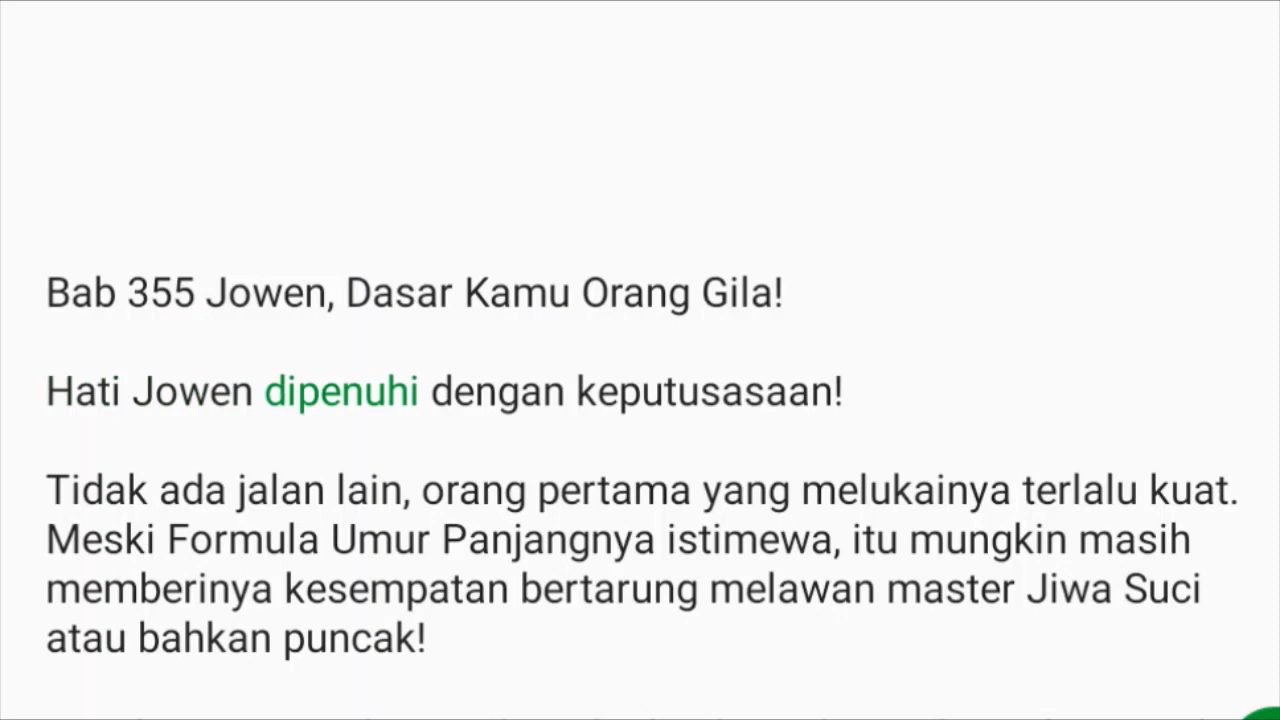 Bab 355 Jowen, Dasar Kamu Orang Gila!
Hati Jowen dipenuhi dengan keputusasaan!
Tidak ada jalan lain, orang pertama yang melukainya terlalu kuat.
Meski Formula Umur Panjangnya istimewa, itu mungkin masih
memberinya kesempatan bertarung melawan master Jiwa Suci
atau bahkan puncak!